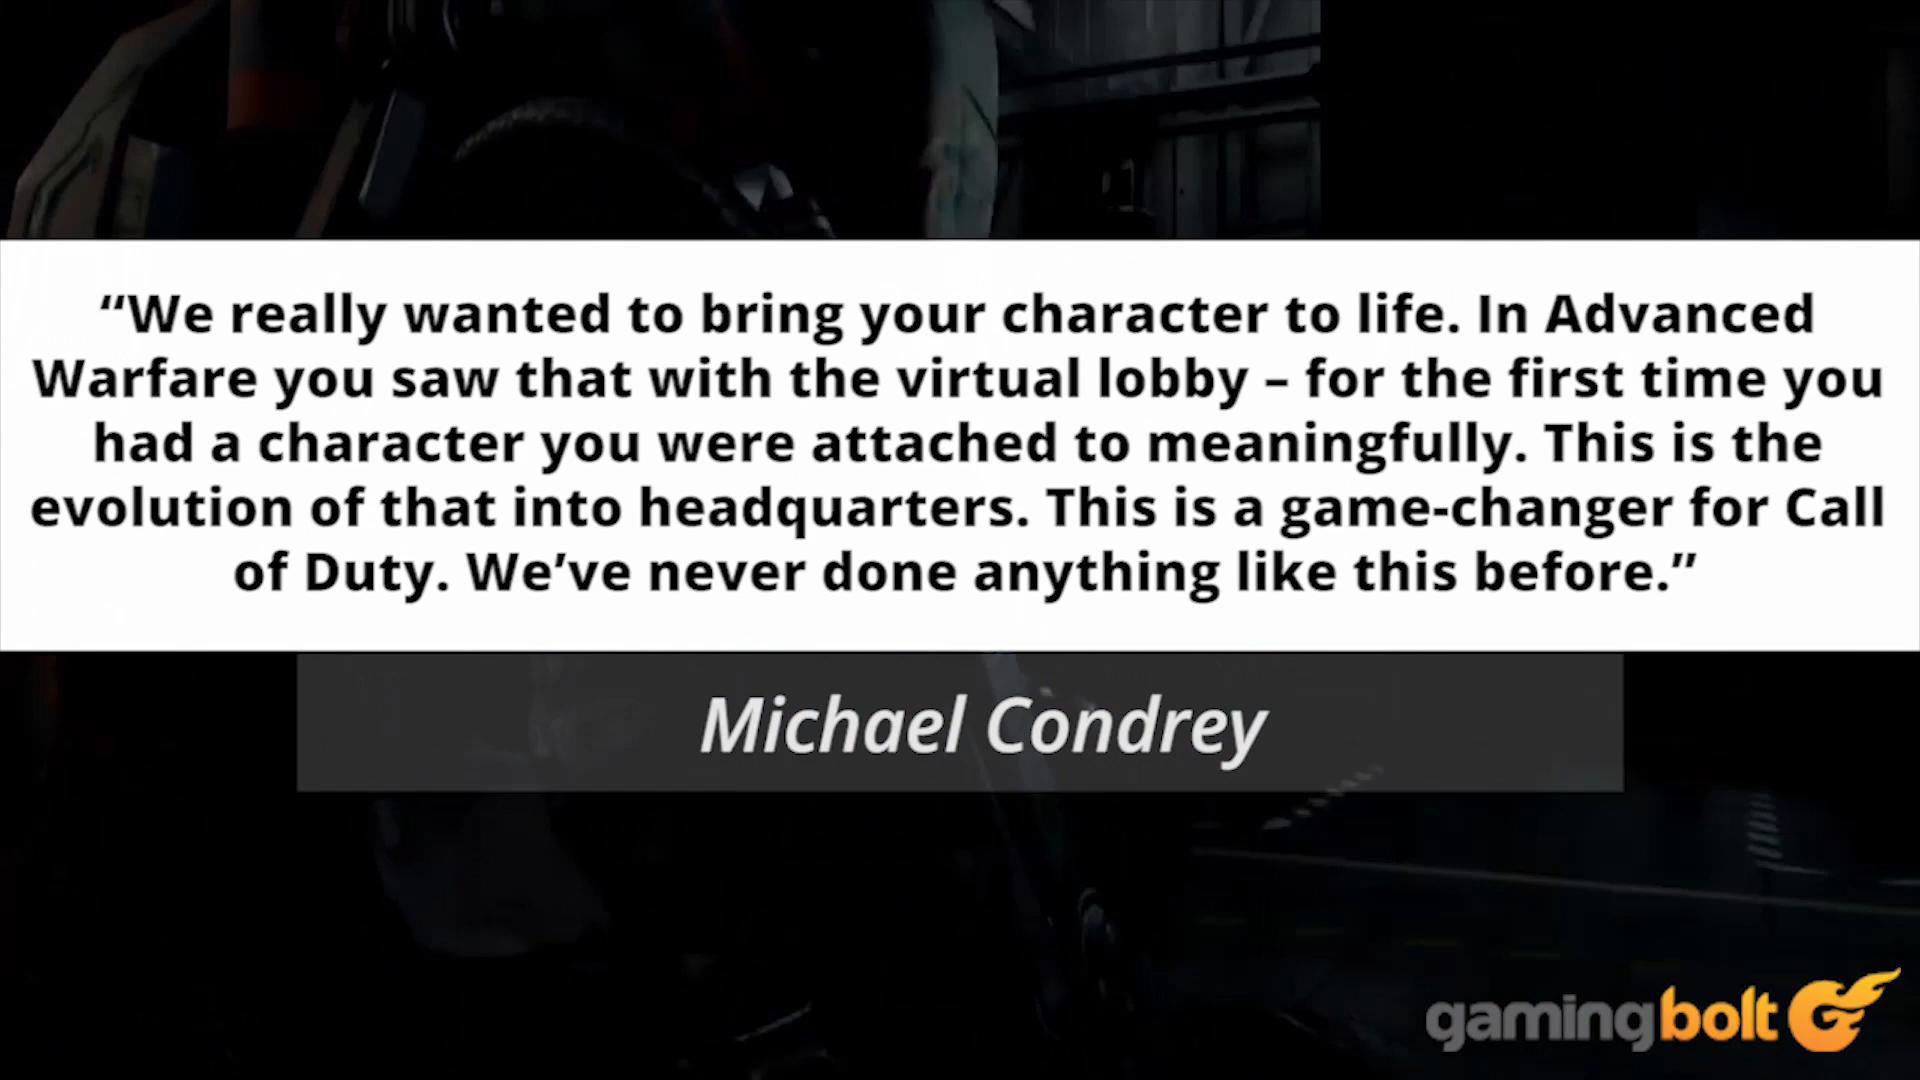 “We really wanted to bring your character to life. In Advanced
Warfare you saw that with the virtual lobby – for the first time you
had a character you were attached to meaningfully. This is the
evolution of that into headquarters. This is a game-changer for Call
of Duty. We’ve never done anything like this before.”
Michael Condrey
gamingbolt